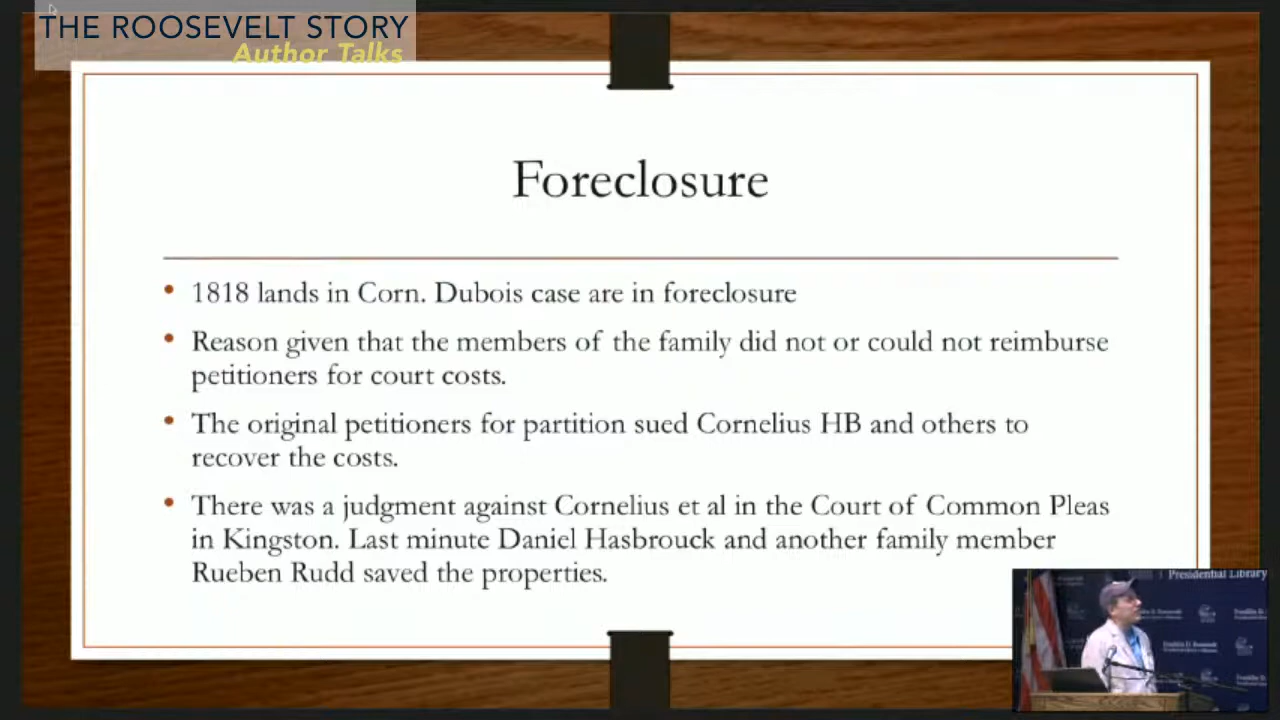 THE ROOSEVELT STORY
Author Talks
Foreclosure
• 1818 lands in Corn. Dubois case are in foreclosure
• Reason given that the members of the family did not or could not reimburse
petitioners for court costs.
• The original petitioners for partition sued Cornelius HB and others to
recover the costs.
• There was a judgment against Cornelius et al in the Court of Common Pleas
in Kingston. Last minute Daniel Hasbrouck and another family member
Rueben Rudd saved the properties.
Presidential Library